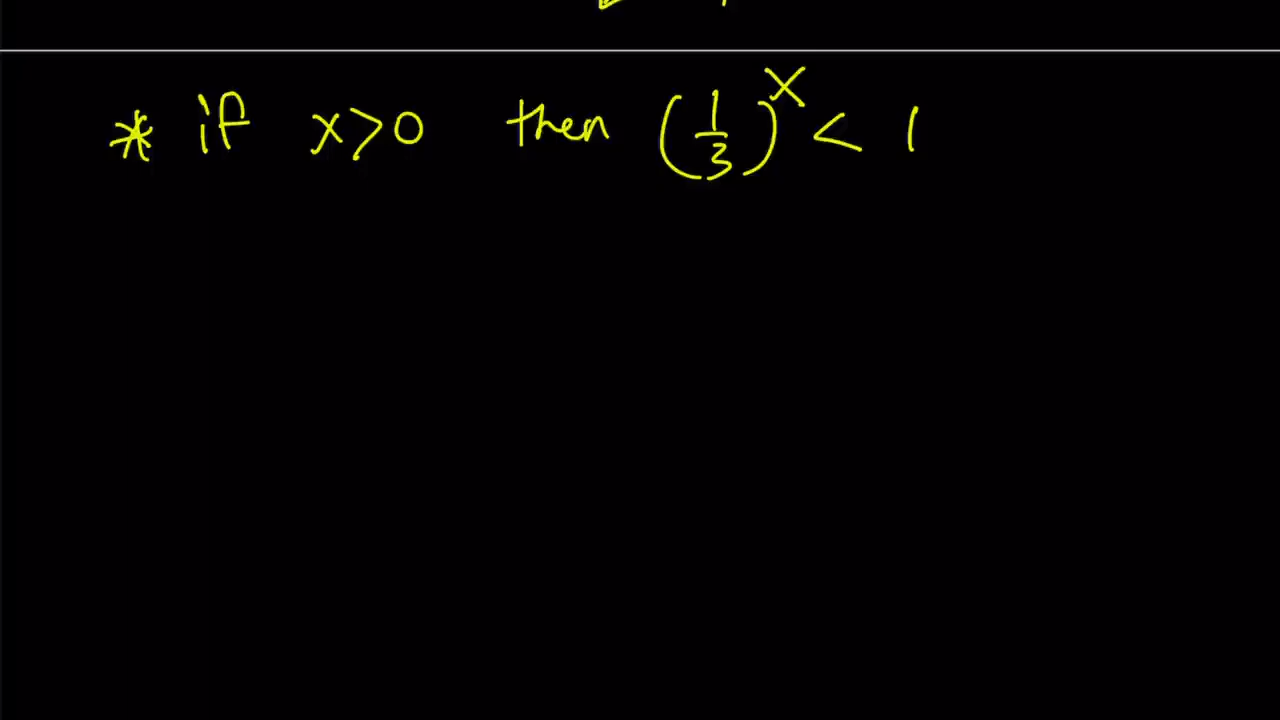 * if x>0 then (1/3)^x < 1